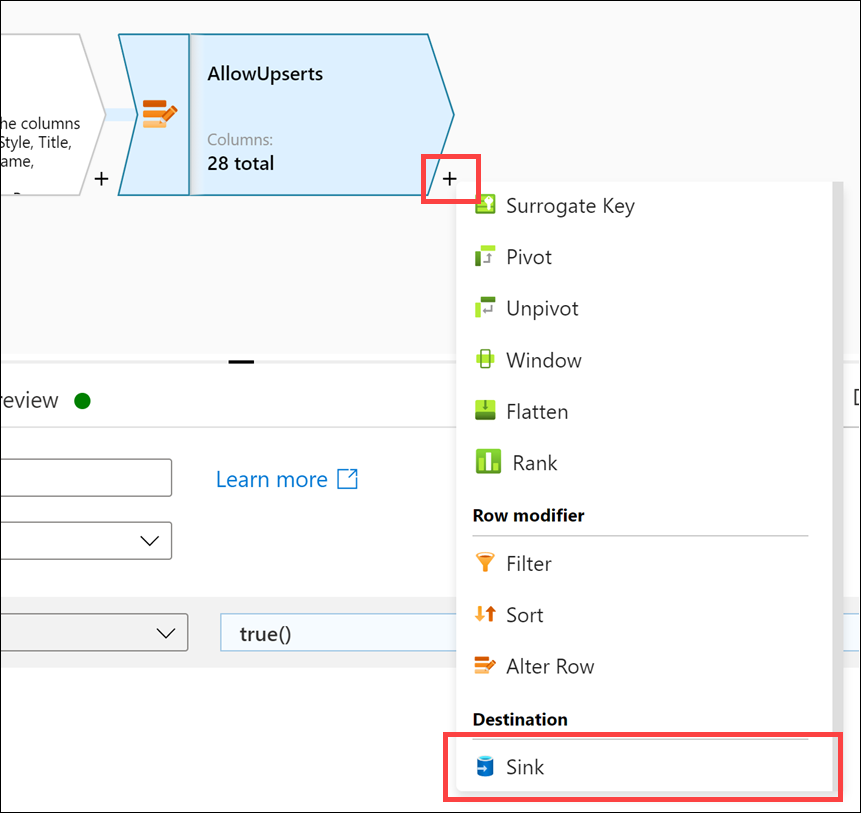 AllowUpserts
he columns
Style, Title,
ame,
Columns:
28 total
+
+
Surrogate Key
Pivot
Unpivot
Window
Flatten
Rank
Row modifier
Filter
Sort
Alter Row
Destination
Sink
review
Learn more
true()